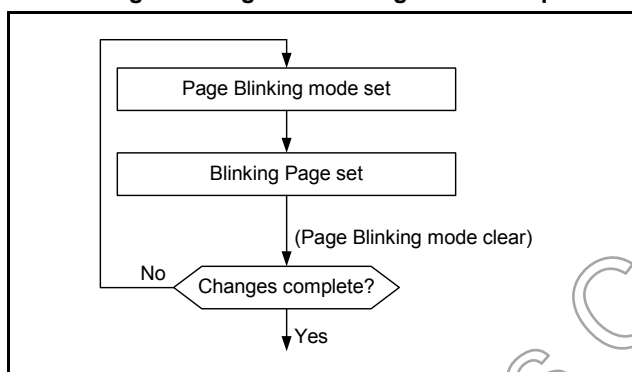 Page Blinking mode set
Blinking Page set
(Page Blinking mode clear)
No
Changes complete?
Yes